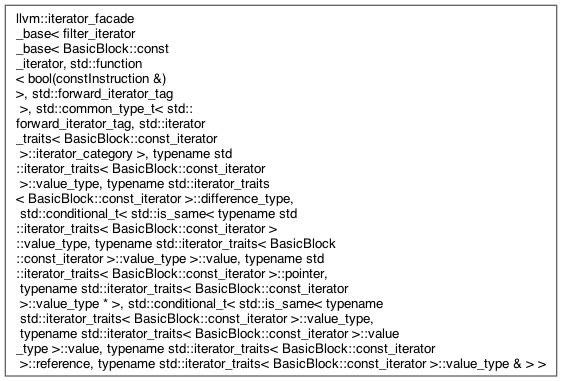 llvm::iterator_facade
_base< filter_iterator
_base< BasicBlock::const
_iterator, std::function
< bool(constInstruction &)
>, std::forward_iterator_tag
>, std::common_type_t< std::
forward_iterator_tag, std::iterator
_traits< BasicBlock::const_iterator
>::iterator_category >, typename std
::iterator_traits< BasicBlock::const_iterator
>::value_type, typename std::iterator_traits
< BasicBlock::const_iterator >::difference_type,
std::conditional_t< std::is_same< typename std
::iterator_traits< BasicBlock::const_iterator >
::value_type, typename std::iterator_traits< BasicBlock
::const_iterator >::value_type >::value, typename std
::iterator_traits< BasicBlock::const_iterator >::pointer,
typename std::iterator_traits< BasicBlock::const_iterator
>::value_type * >, std::conditional_t< std::is_same< typename
std::iterator_traits< BasicBlock::const_iterator >::value_type,
typename std::iterator_traits< BasicBlock::const_iterator >::value
_type >::value, typename std::iterator_traits< BasicBlock::const_iterator
>::reference, typename std::iterator_traits< BasicBlock::const_iterator >::value_type & > >